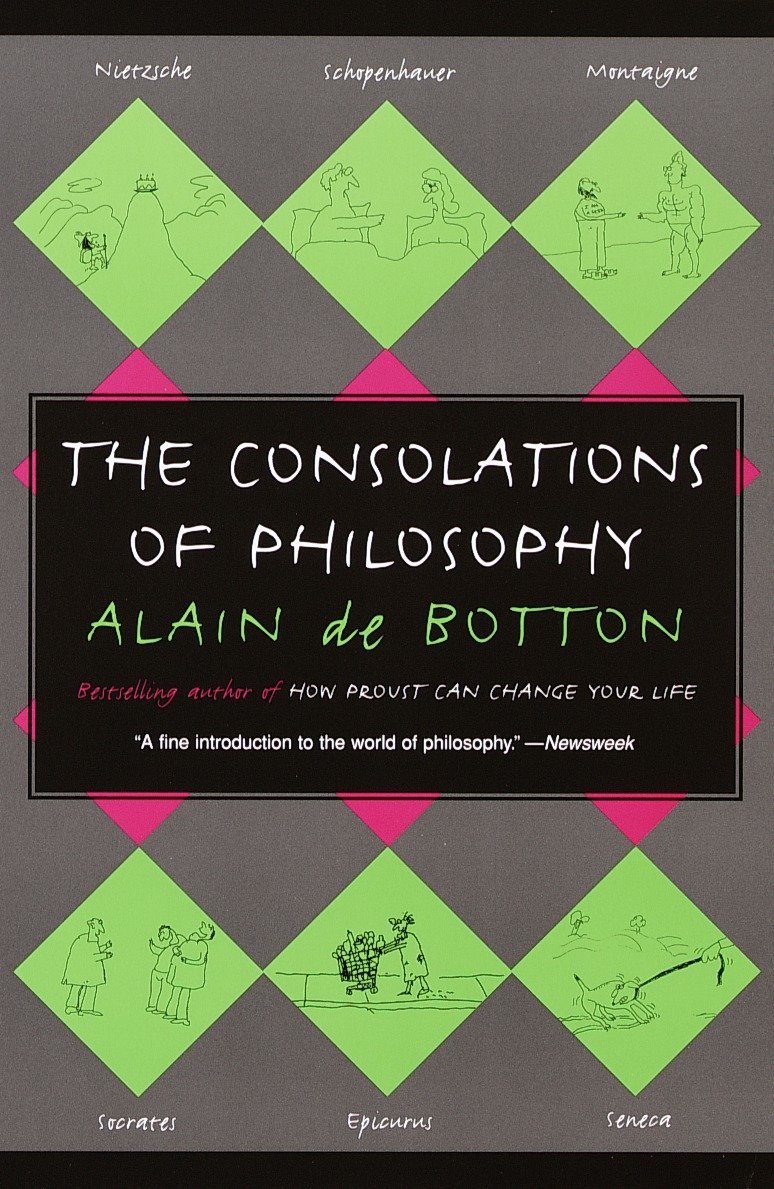 Nietzsche
Schopenhauer
Montaigne
THE CONSOLATIONS
OF PHILOSOPHY
ALAIN de BOTTON
Bestselling author of HOW PROUST CAN CHANGE YOUR LIFE
“A fine introduction to the world of philosophy.” —Newsweek
Socrates
Epicurus
Seneca